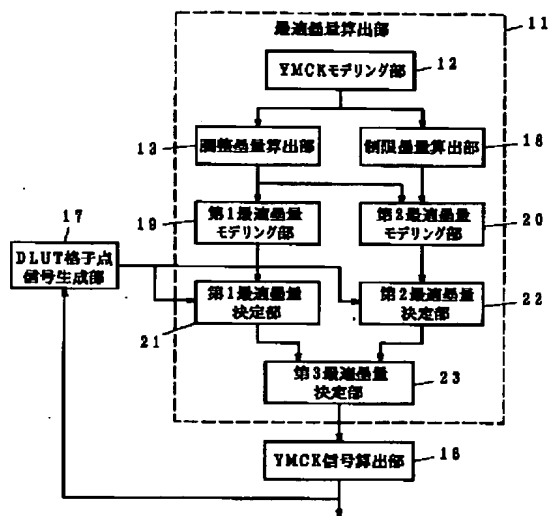 最適墨量算出部
11
YMCKモデリング部
12
13
調整墨量算出部
制限墨量算出部
18
第1最適墨量
モデリング部
19
第2最適墨量
モデリング部
20
17
DLUT格子点
信号生成部
第1最適墨量
決定部
21
第2最適墨量
決定部
22
第3最適墨量
決定部
23
YMCK信号算出部
16